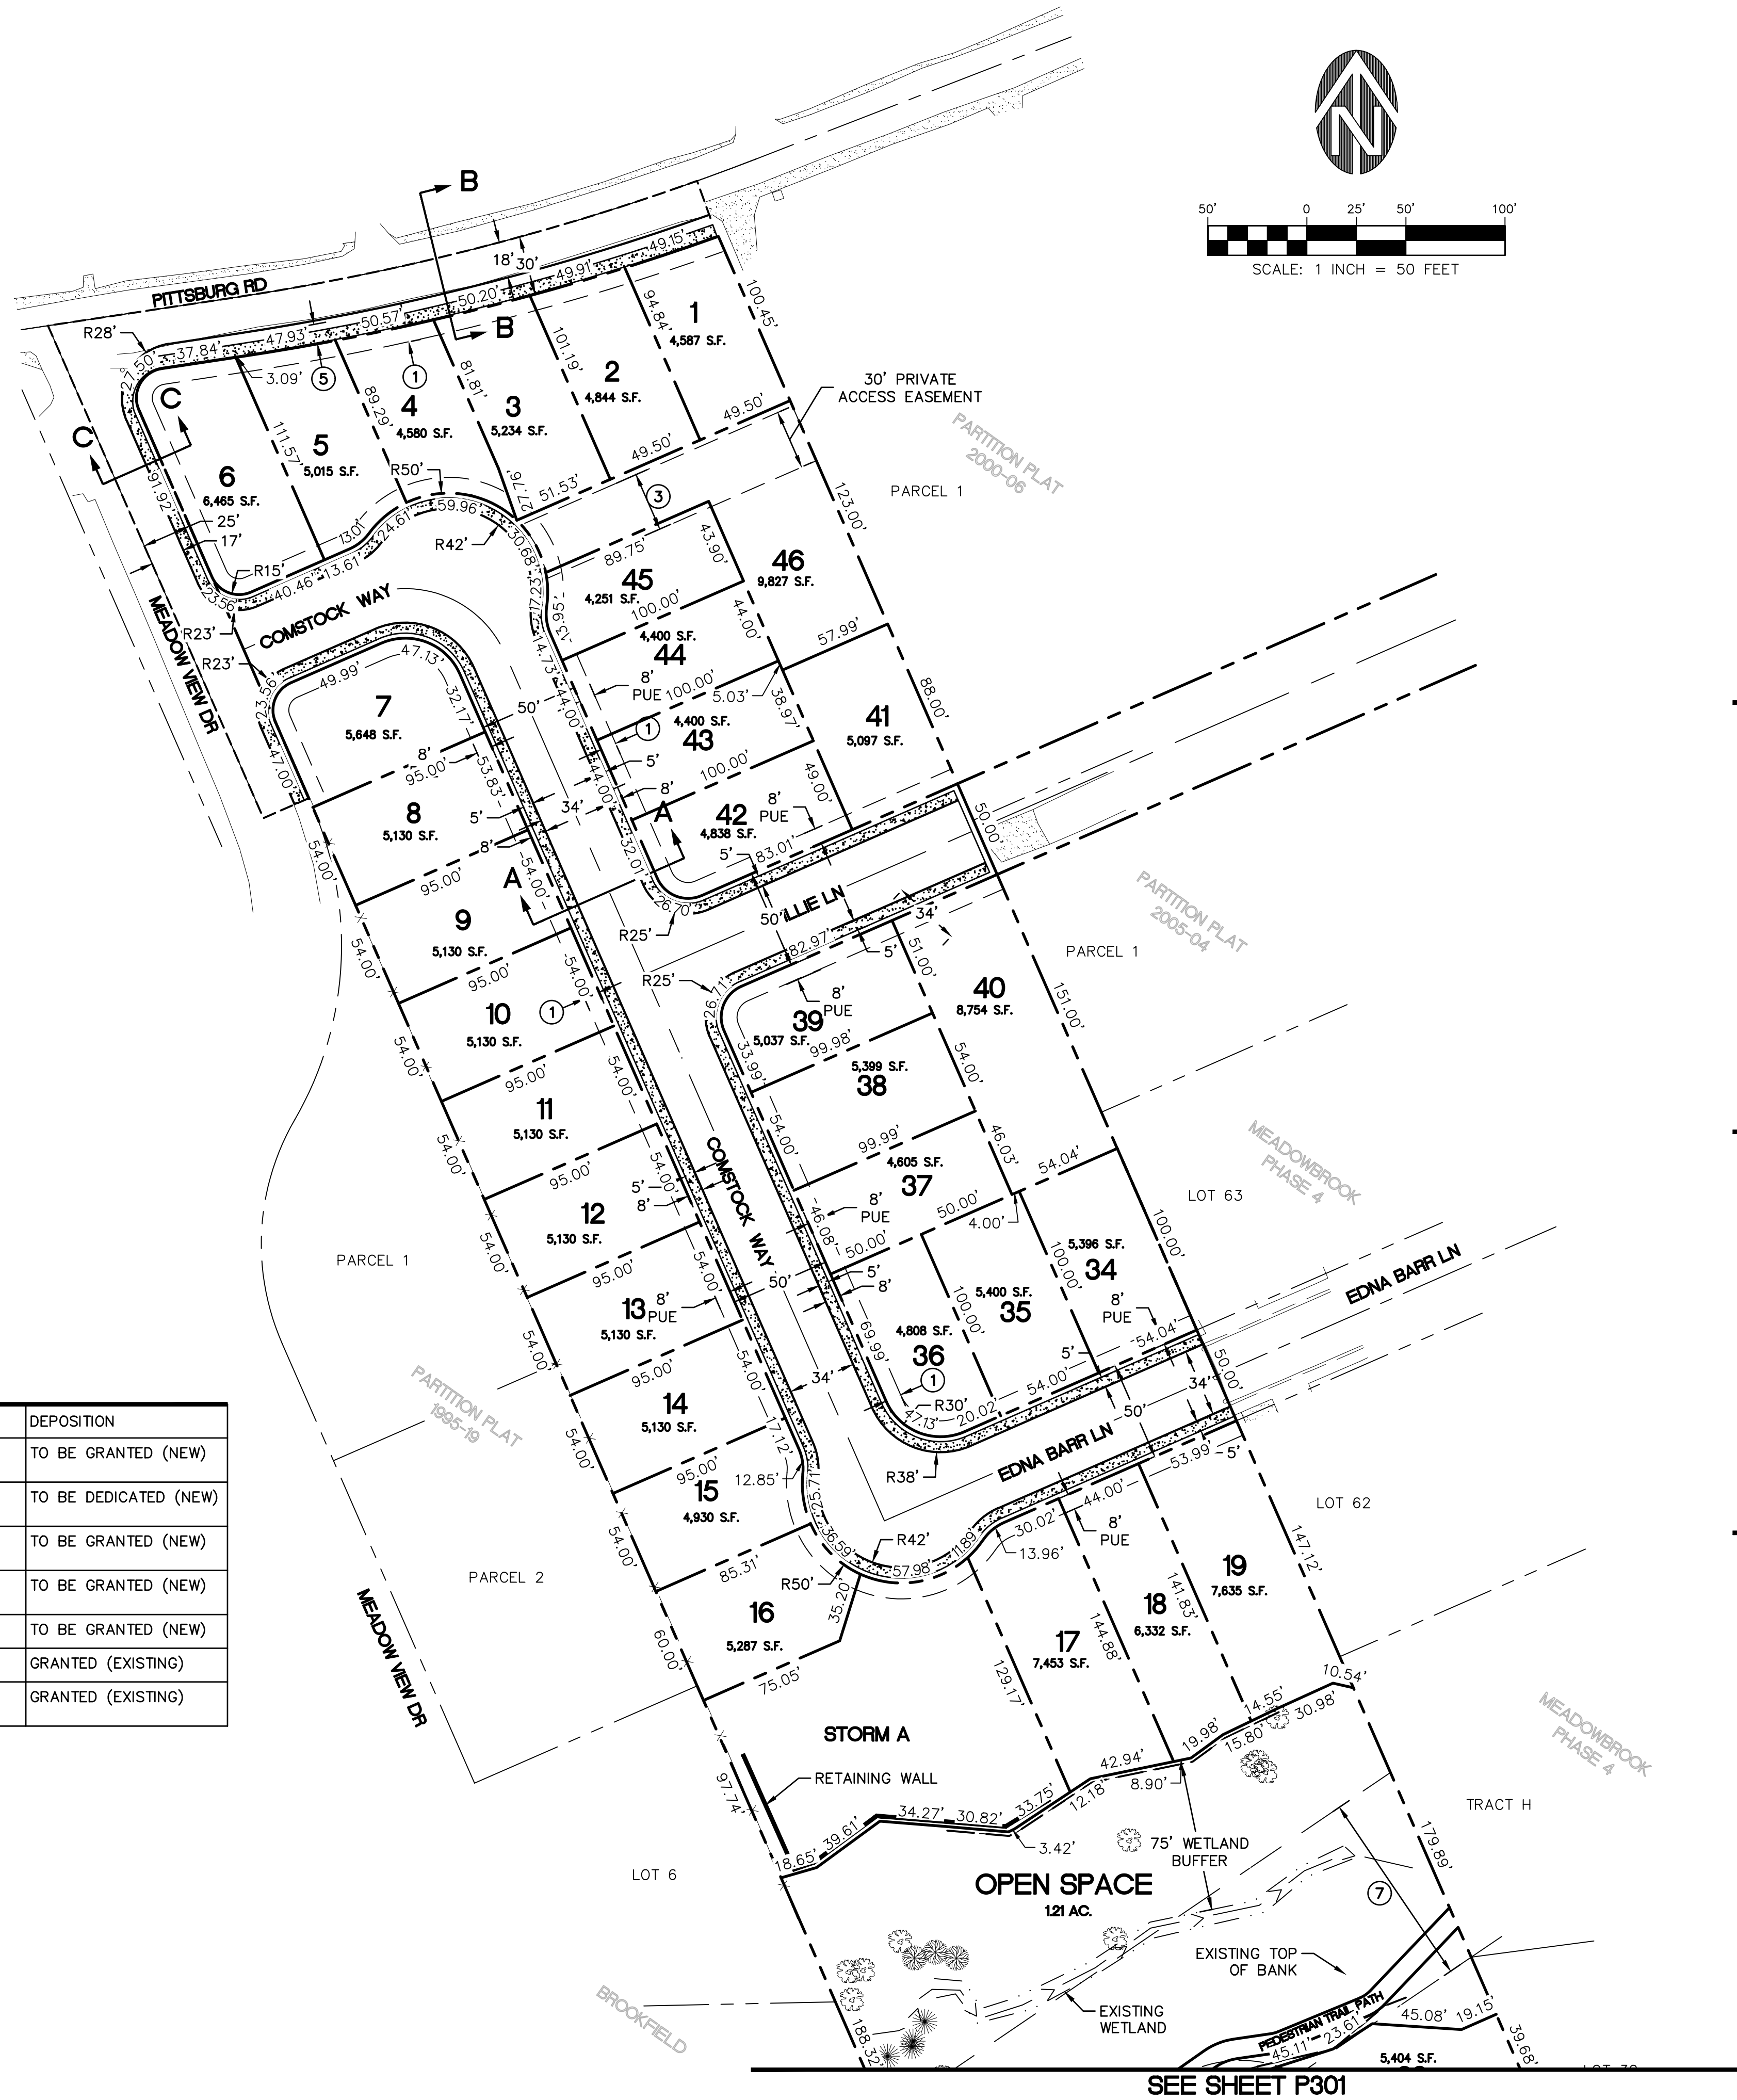 50' 0 25' 50' 100'
SCALE: 1 INCH = 50 FEET
N
B
B
PITTSBURG RD
18'
30'
R28'
27.50'
37.84'
47.93'
50.57'
50.20'
49.91'
49.15'
3.09'
5
1
C
C
1
4,587 S.F.
94.84'
100.45'
2
4,844 S.F.
101.19'
3
5,234 S.F.
81.81'
4
4,580 S.F.
89.29'
5
5,015 S.F.
111.57'
6
6,465 S.F.
91.92'
25'
17'
R15'
23.56'
R23'
30' PRIVATE
ACCESS EASEMENT
PARTITION PLAT
2000-06
PARCEL 1
49.50'
49.50'
51.53'
27.76'
R50'
59.96'
R42'
24.61'
13.01'
13.61'
40.46'
30.68'
17.23'
13.95'
14.73'
3
123.00'
89.75'
43.90'
45
4,251 S.F.
100.00'
46
9,827 S.F.
4,400 S.F.
44
44.00'
8'
PUE
100.00'
5.03'
57.99'
COMSTOCK WAY
MEADOW VIEW DR
R23'
23.56'
49.99'
47.13'
32.17'
47.00'
7
5,648 S.F.
50'
44.00'
1
4,400 S.F.
43
38.97'
41
5,097 S.F.
88.00'
8'
95.00'
53.83'
5'
44.00'
8'
100.00'
49.00'
8
5,130 S.F.
5'
34'
8'
A
42
4,838 S.F.
8'
PUE
5'
83.01'
32.01'
50.00'
54.00'
95.00'
54.00'
A
26.70'
R25'
50'
LLIE LN
34'
82.97'
5'
9
5,130 S.F.
54.00'
95.00'
54.00'
R25'
26.71'
8'
PUE
51.00'
PARTITION PLAT
2005-04
PARCEL 1
10
5,130 S.F.
1
54.00'
95.00'
54.00'
39
5,037 S.F.
33.99'
99.98'
40
8,754 S.F.
151.00'
5,399 S.F.
38
54.00'
54.00'
11
5,130 S.F.
54.00'
95.00'
54.00'
99.99'
46.03'
54.04'
4,605 S.F.
37
MEADOWBROOK
PHASE 4
LOT 63
COMSTOCK WAY
5'
8'
46.08'
8'
PUE
50.00'
50.00'
4.00'
12
5,130 S.F.
54.00'
95.00'
54.00'
PARCEL 1
50'
5'
8'
5,396 S.F.
34
100.00'
100.00'
5,400 S.F.
35
100.00'
8'
PUE
EDNA BARR LN
13
5,130 S.F.
8'
PUE
54.00'
95.00'
54.00'
69.99'
4,808 S.F.
36
1
5'
54.04'
50.00'
34'
54.00'
R30'
47.13'
20.02'
34'
50'
PARTITION PLAT
1995-19
14
5,130 S.F.
54.00'
95.00'
17.12'
12.85'
R38'
EDNA BARR LN
53.99'
5'
44.00'
15
4,930 S.F.
54.00'
25.71'
36.59'
R42'
57.98'
11.89'
13.96'
30.02'
8'
PUE
LOT 62
147.12'
85.31'
R50'
35.20'
PARCEL 2
16
5,287 S.F.
60.00'
75.05'
MEADOW VIEW DR
17
7,453 S.F.
129.17'
144.88'
18
6,332 S.F.
141.83'
19
7,635 S.F.
10.54'
14.55'
30.98'
15.80'
19.98'
42.94'
8.90'
MEADOWBROOK
PHASE 4
STORM A
RETAINING WALL
97.74'
18.65'
39.61'
34.27'
30.82'
33.75'
12.18'
3.42'
75' WETLAND
BUFFER
TRACT H
179.89'
LOT 6
OPEN SPACE
1.21 AC.
7
EXISTING TOP
OF BANK
EXISTING
WETLAND
BROOKFIELD
188.32'
PEDESTRIAN TRAIL PATH
45.11'
23.61'
45.08'
19.15'
39.68'
5,404 S.F.
SEE SHEET P301
DEPOSITION
TO BE GRANTED (NEW)
TO BE DEDICATED (NEW)
TO BE GRANTED (NEW)
TO BE GRANTED (NEW)
TO BE GRANTED (NEW)
GRANTED (EXISTING)
GRANTED (EXISTING)